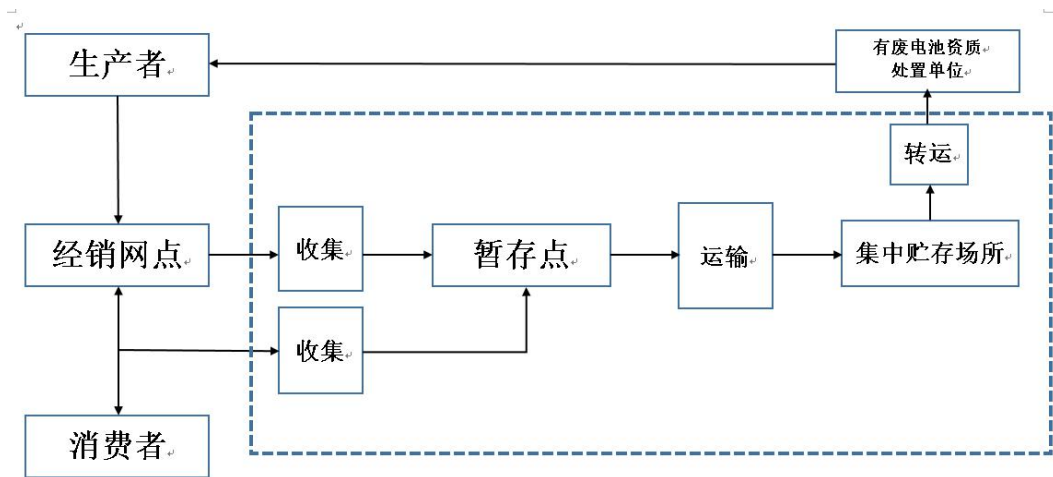 生产者
有废电池资质
处置单位
转运
经销网点
收集
暂存点
运输
集中贮存场所
收集
消费者